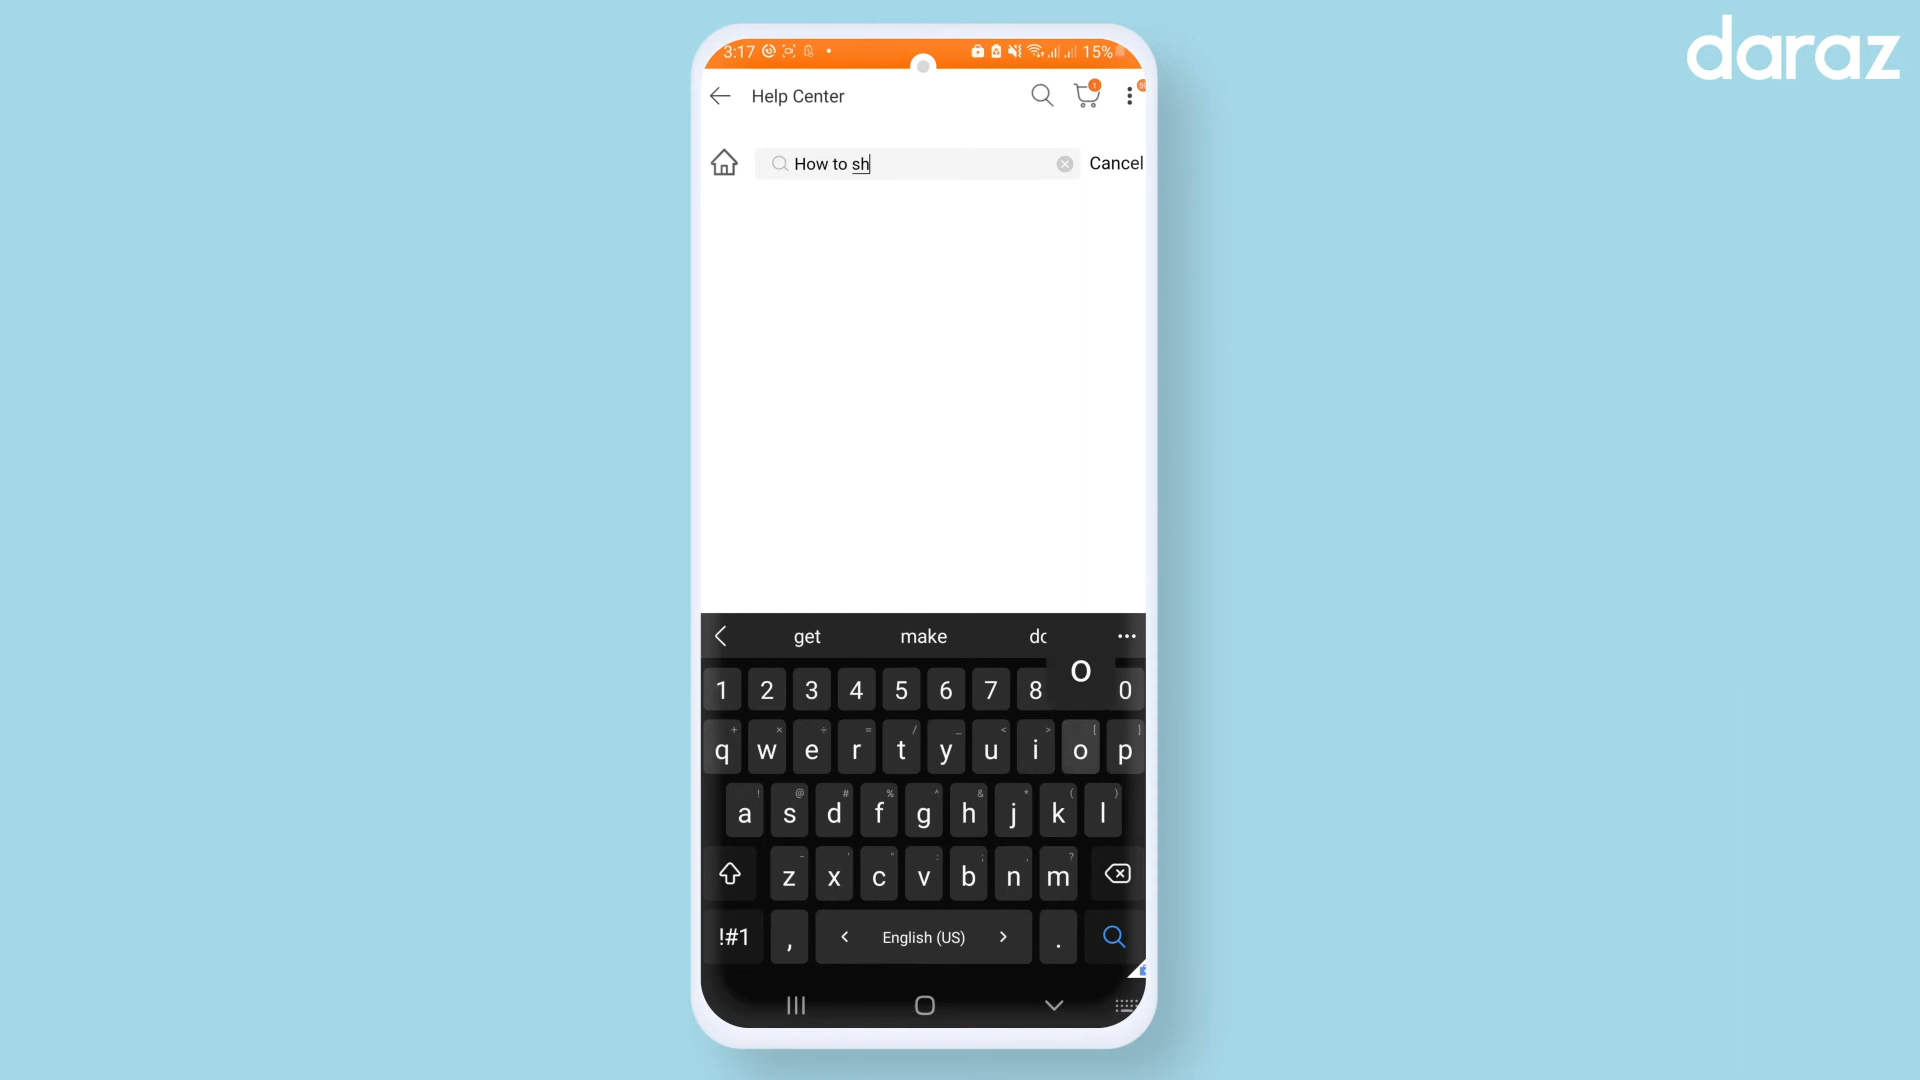 daraz
3:17 15%
Help Center 1
How to sh Cancel
get make do
o
1 2 3 4 5 6 7 8 0
+ × ÷ = / _ < > [ ]
q w e r t y u i o p
! @ # % ^ & * ( )
a s d f g h j k l
- ' " : ; , ?
z x c v b n m
!#1 , < English (US) > .